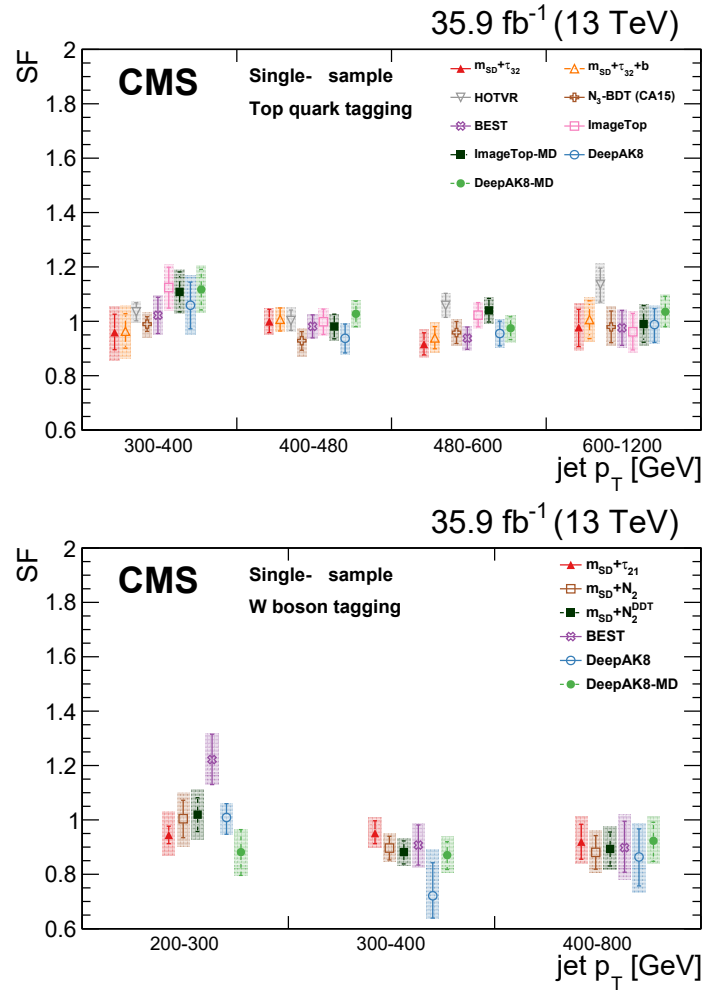 35.9 fb⁻¹ (13 TeV)
SF
2
CMS
Single- sample
Top quark tagging
m_SD+τ_32
m_SD+τ_32+b
HOTVR
N_3-BDT (CA15)
BEST
ImageTop
ImageTop-MD
DeepAK8
DeepAK8-MD
1.8
1.6
1.4
1.2
1
0.8
0.6
300-400
400-480
480-600
600-1200
jet p_T [GeV]
35.9 fb⁻¹ (13 TeV)
SF
2
CMS
Single- sample
W boson tagging
m_SD+τ_21
m_SD+N_2
m_SD+N_2^DDT
BEST
DeepAK8
DeepAK8-MD
1.8
1.6
1.4
1.2
1
0.8
0.6
200-300
300-400
400-800
jet p_T [GeV]